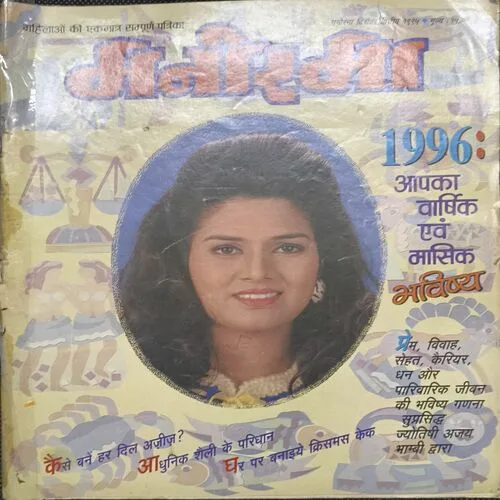 महिलाओं की एकमात्र सम्पूर्ण पत्रिका
मनोरमा
1996:
आपका
वार्षिक
एवं
मासिक
भविष्य
प्रेम, विवाह,
सेहत, कैरियर,
धन और
पारिवारिक जीवन
की भविष्य गणना
सुप्रसिद्ध
ज्योतिषी अजय
माम्बी द्वारा
कैसे बनें हर दिल अज़ीज़?
आधुनिक शैली के परिधान
घर पर बनाइये क्रिसमस केक